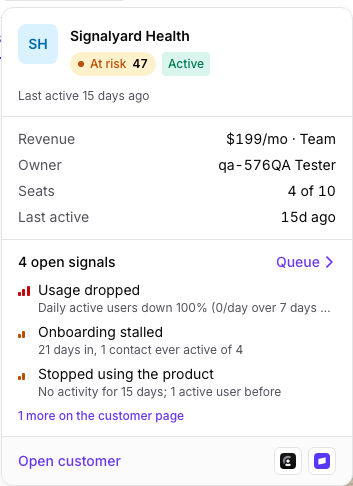 SH
Signalyard Health
At risk 47
Active
Last active 15 days ago
Revenue $199/mo · Team
Owner qa-576QA Tester
Seats 4 of 10
Last active 15d ago
4 open signals Queue
Usage dropped
Daily active users down 100% (0/day over 7 days ...
Onboarding stalled
21 days in, 1 contact ever active of 4
Stopped using the product
No activity for 15 days; 1 active user before
1 more on the customer page
Open customer